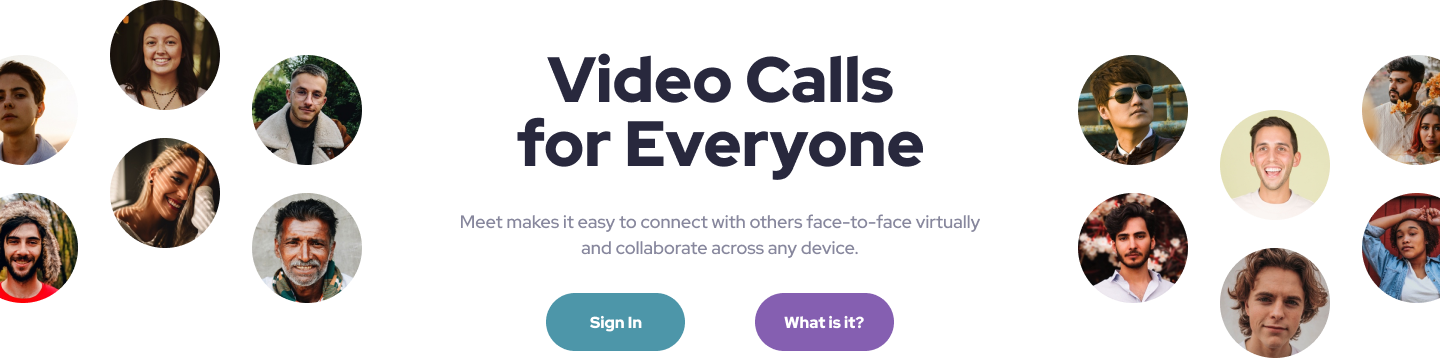 Video Calls
for Everyone
Meet makes it easy to connect with others face-to-face virtually
and collaborate across any device.
Sign In
What is it?